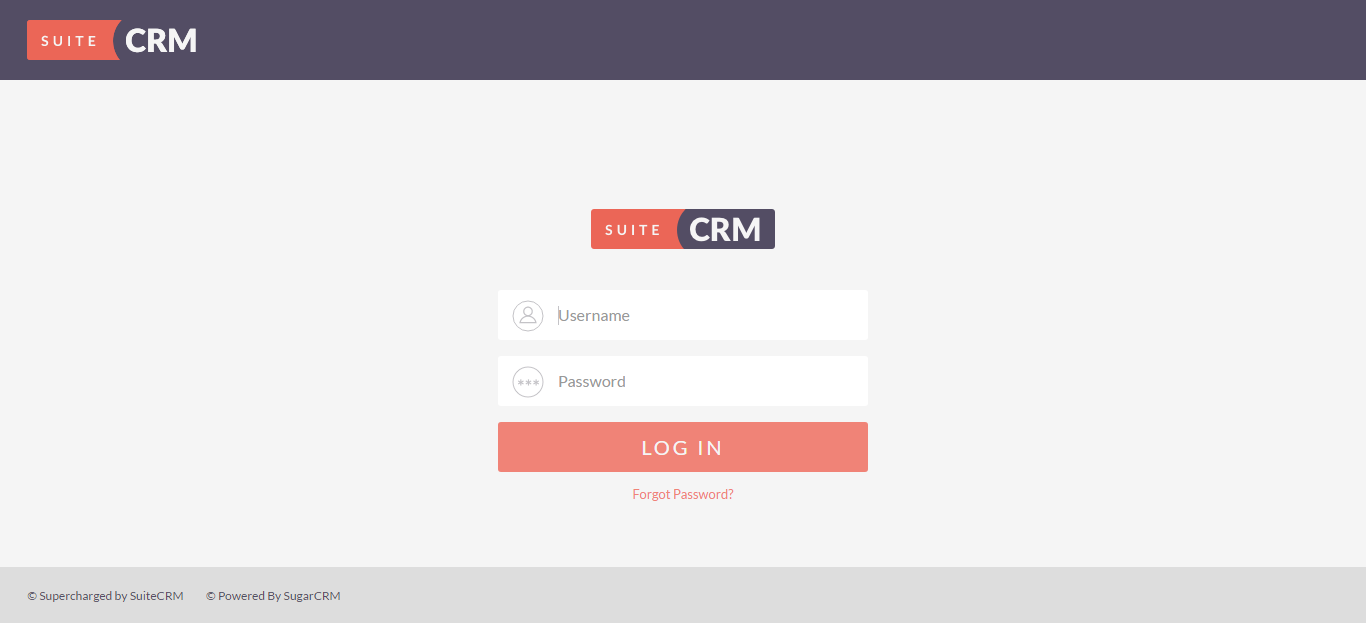 SUITE CRM
SUITE CRM
Username
***
Password
LOG IN
Forgot Password?
© Supercharged by SuiteCRM © Powered By SugarCRM